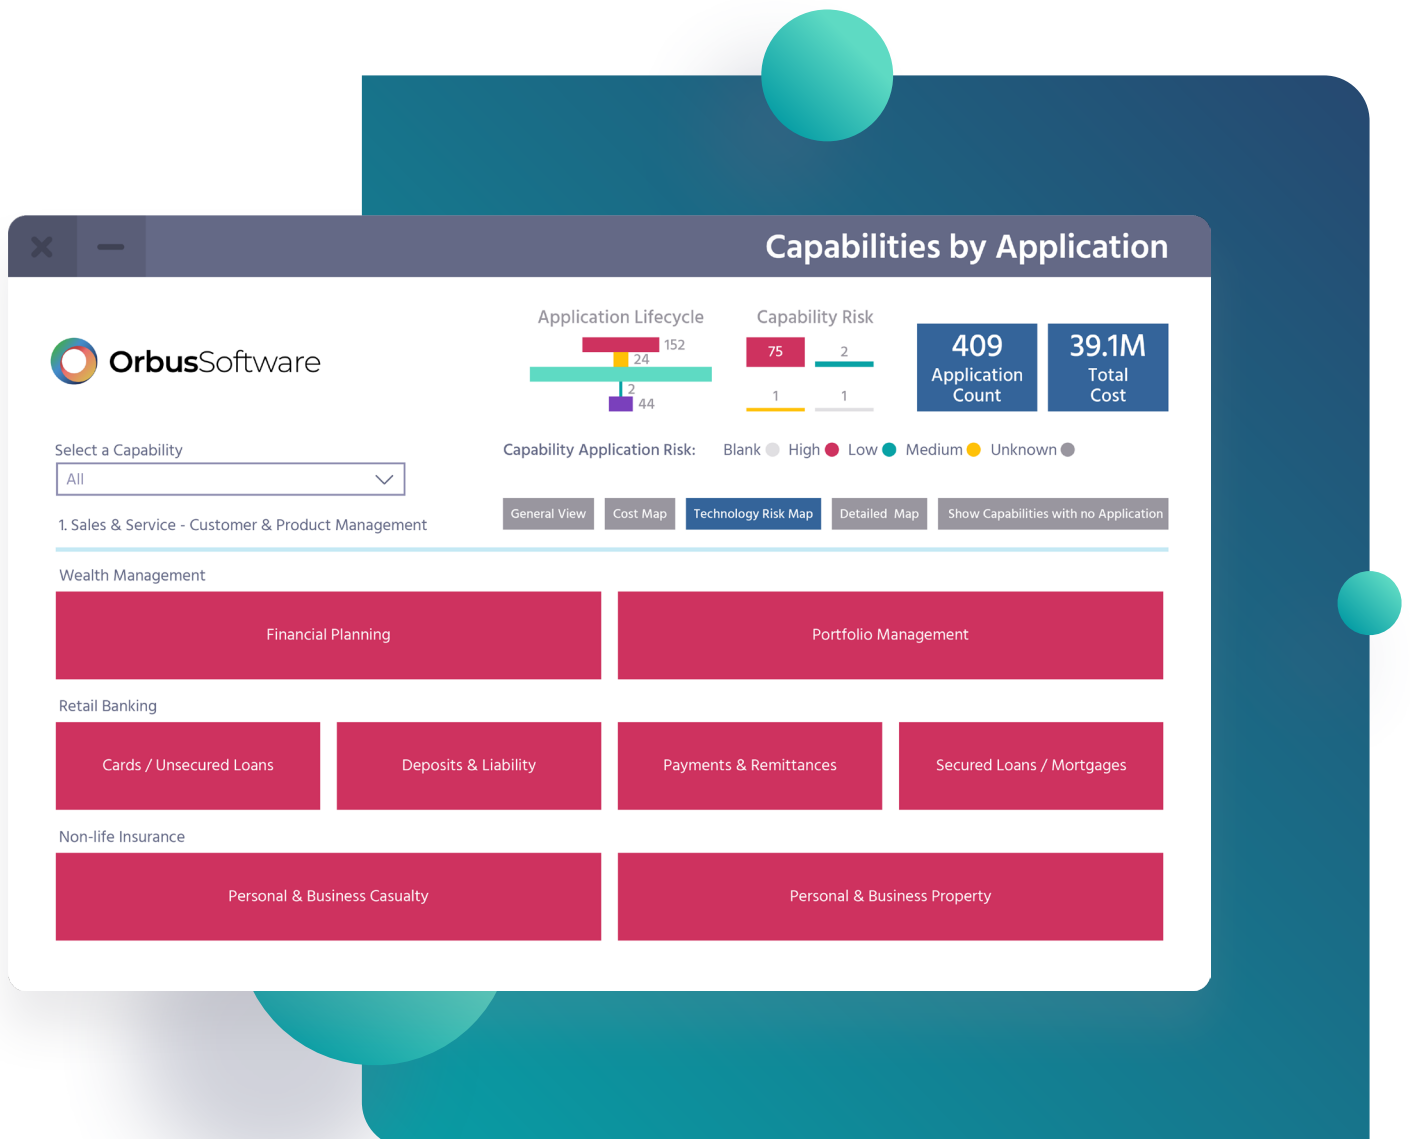 Capabilities by Application
OrbusSoftware
Application Lifecycle
152
24
2
44
Capability Risk
75
2
1
1
409
Application
Count
39.1M
Total
Cost
Select a Capability
All
Capability Application Risk: Blank High Low Medium Unknown
General View Cost Map Technology Risk Map Detailed Map Show Capabilities with no Application
1. Sales & Service - Customer & Product Management
Wealth Management
Financial Planning
Portfolio Management
Retail Banking
Cards / Unsecured Loans
Deposits & Liability
Payments & Remittances
Secured Loans / Mortgages
Non-life Insurance
Personal & Business Casualty
Personal & Business Property